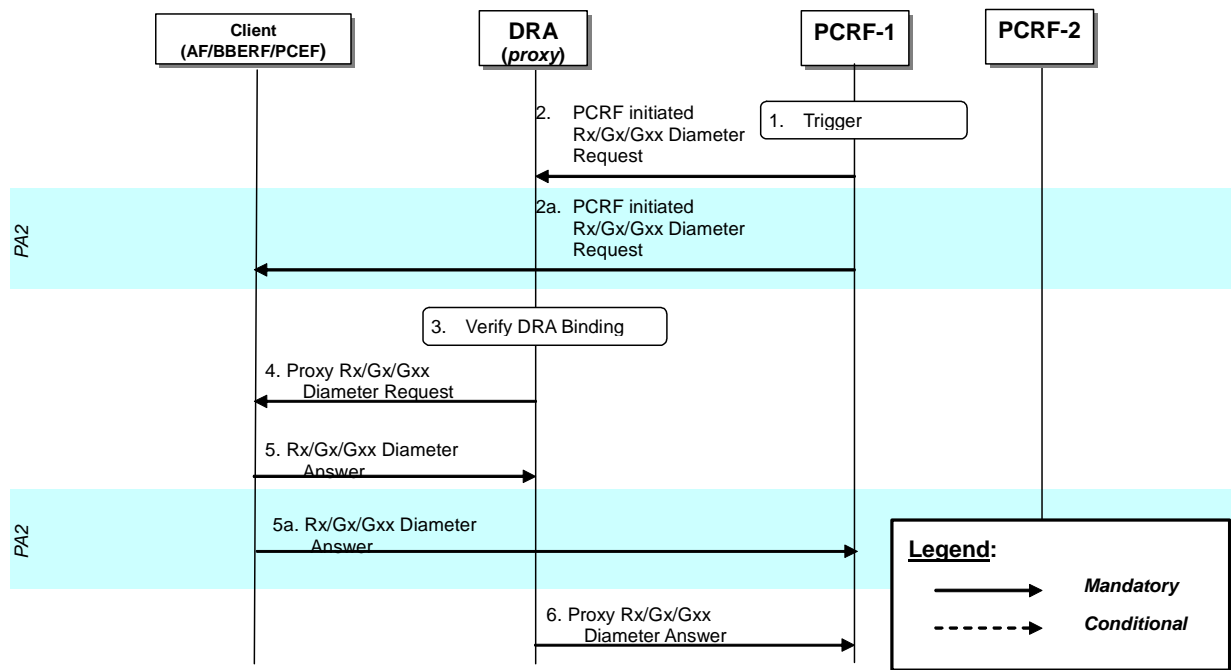 Client
(AF/BBERF/PCEF)
DRA
(proxy)
PCRF-1
PCRF-2
1. Trigger
2. PCRF initiated
Rx/Gx/Gxx Diameter
Request
PA2
2a. PCRF initiated
Rx/Gx/Gxx Diameter
Request
3. Verify DRA Binding
4. Proxy Rx/Gx/Gxx
Diameter Request
5. Rx/Gx/Gxx Diameter
Answer
PA2
5a. Rx/Gx/Gxx Diameter
Answer
6. Proxy Rx/Gx/Gxx
Diameter Answer
Legend:
Mandatory
Conditional